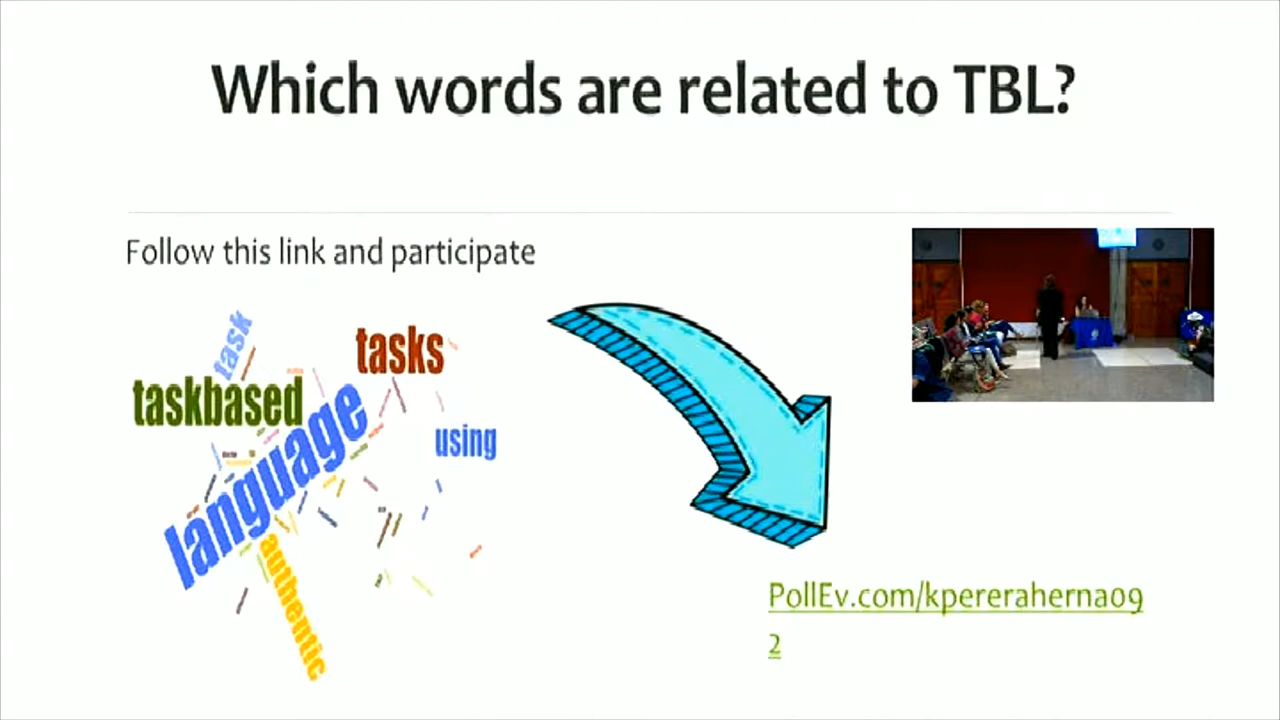 Which words are related to TBL?
Follow this link and participate
task
tasks
taskbased
language
using
authentic
PollEv.com/kpereraherna09
2